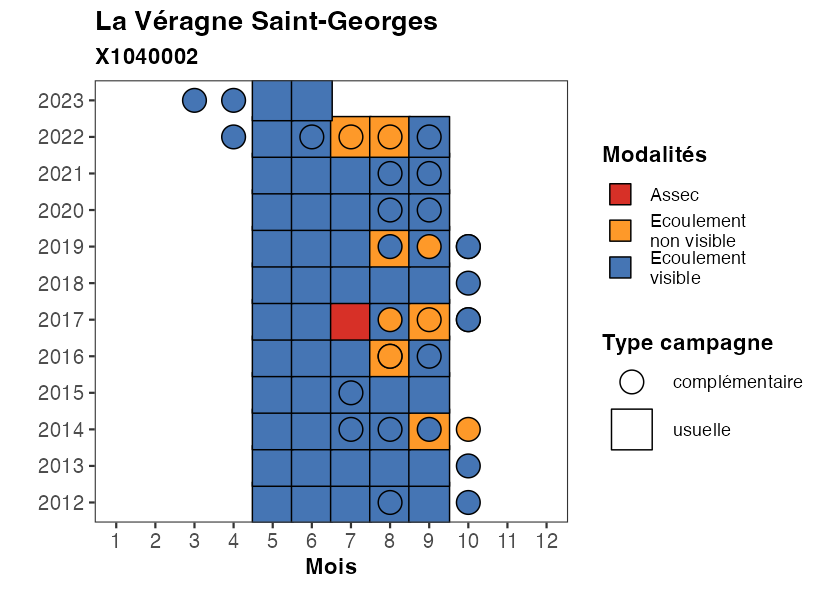 La Véragne Saint-Georges
X1040002
2023
2022
2021
2020
2019
2018
2017
2016
2015
2014
2013
2012
1 2 3 4 5 6 7 8 9 10 11 12
Mois
Modalités
Assec
Ecoulement
non visible
Ecoulement
visible
Type campagne
complémentaire
usuelle